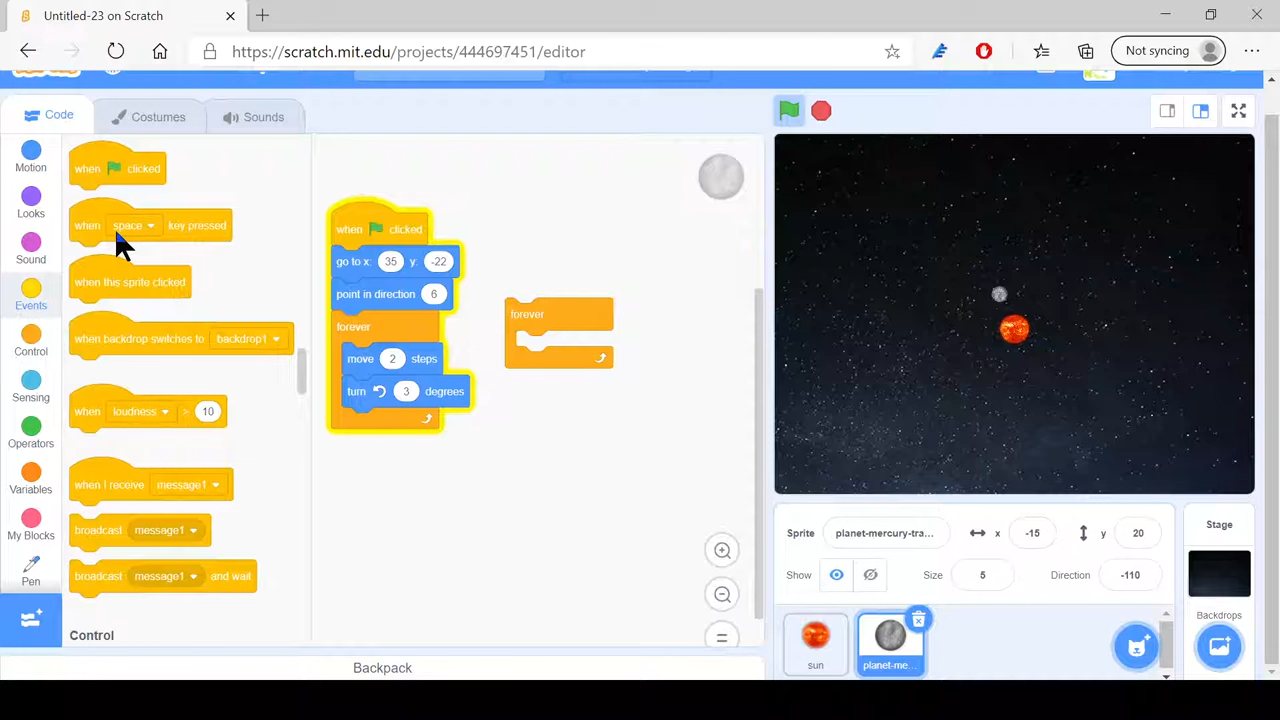 Untitled-23 on Scratch
https://scratch.mit.edu/projects/444697451/editor
Not syncing
Code
Costumes
Sounds
Motion
Looks
Sound
Events
Control
Sensing
Operators
Variables
My Blocks
Pen
when clicked
when space key pressed
when this sprite clicked
when backdrop switches to backdrop1
when loudness > 10
when I receive message1
broadcast message1
broadcast message1 and wait
Control
when clicked
go to x: 35 y: -22
point in direction 6
forever
move 2 steps
turn 3 degrees
forever
Backpack
Sprite planet-mercury-tra... x -15 y 20
Show Size 5 Direction -110
sun
planet-me...
Stage
Backdrops